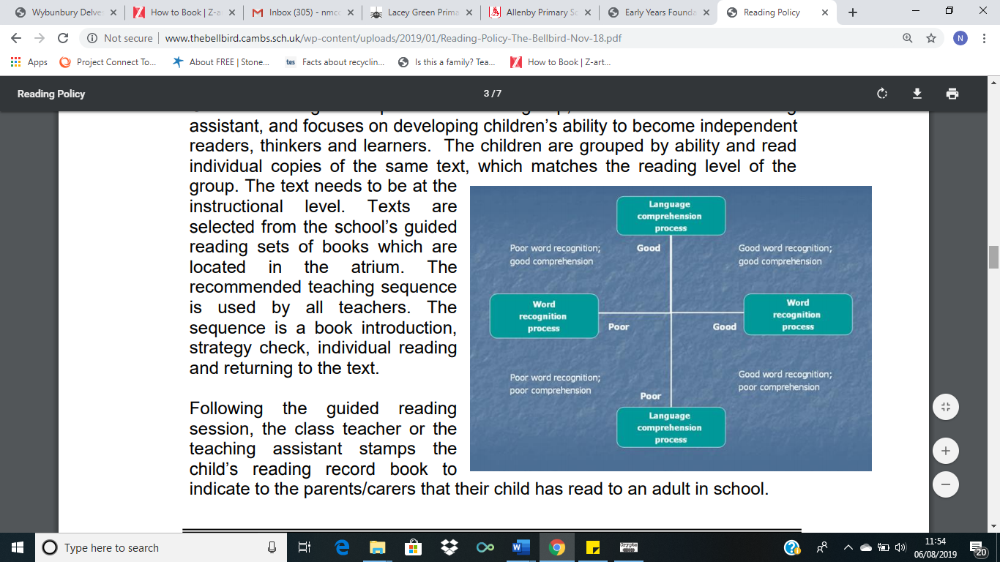 Wybunbury Delve
How to Book | Z-a
Inbox (305) - nmcc
Lacey Green Prima
Allenby Primary Sc
Early Years Founda
Reading Policy
Not secure | www.thebellbird.cambs.sch.uk/wp-content/uploads/2019/01/Reading-Policy-The-Bellbird-Nov-18.pdf
N
Apps
Project Connect To...
About FREE | Stone...
tes Facts about recyclin...
Is this a family? Tea...
How to Book | Z-art...
Reading Policy
3 / 7
assistant, and focuses on developing children's ability to become independent
readers, thinkers and learners. The children are grouped by ability and read
individual copies of the same text, which matches the reading level of the
group. The text needs to be at the
instructional level. Texts are
selected from the school's guided
reading sets of books which are
located in the atrium. The
recommended teaching sequence
is used by all teachers. The
sequence is a book introduction,
strategy check, individual reading
and returning to the text.
Following the guided reading
session, the class teacher or the
teaching assistant stamps the
child's reading record book to
indicate to the parents/carers that their child has read to an adult in school.
Language
comprehension
process
Poor word recognition;
good comprehension
Good
Good word recognition;
good comprehension
Word
recognition
process
Poor
Good
Word
recognition
process
Poor word recognition;
poor comprehension
Good word recognition;
poor comprehension
Poor
Language
comprehension
process
Type here to search
11:54
06/08/2019
20